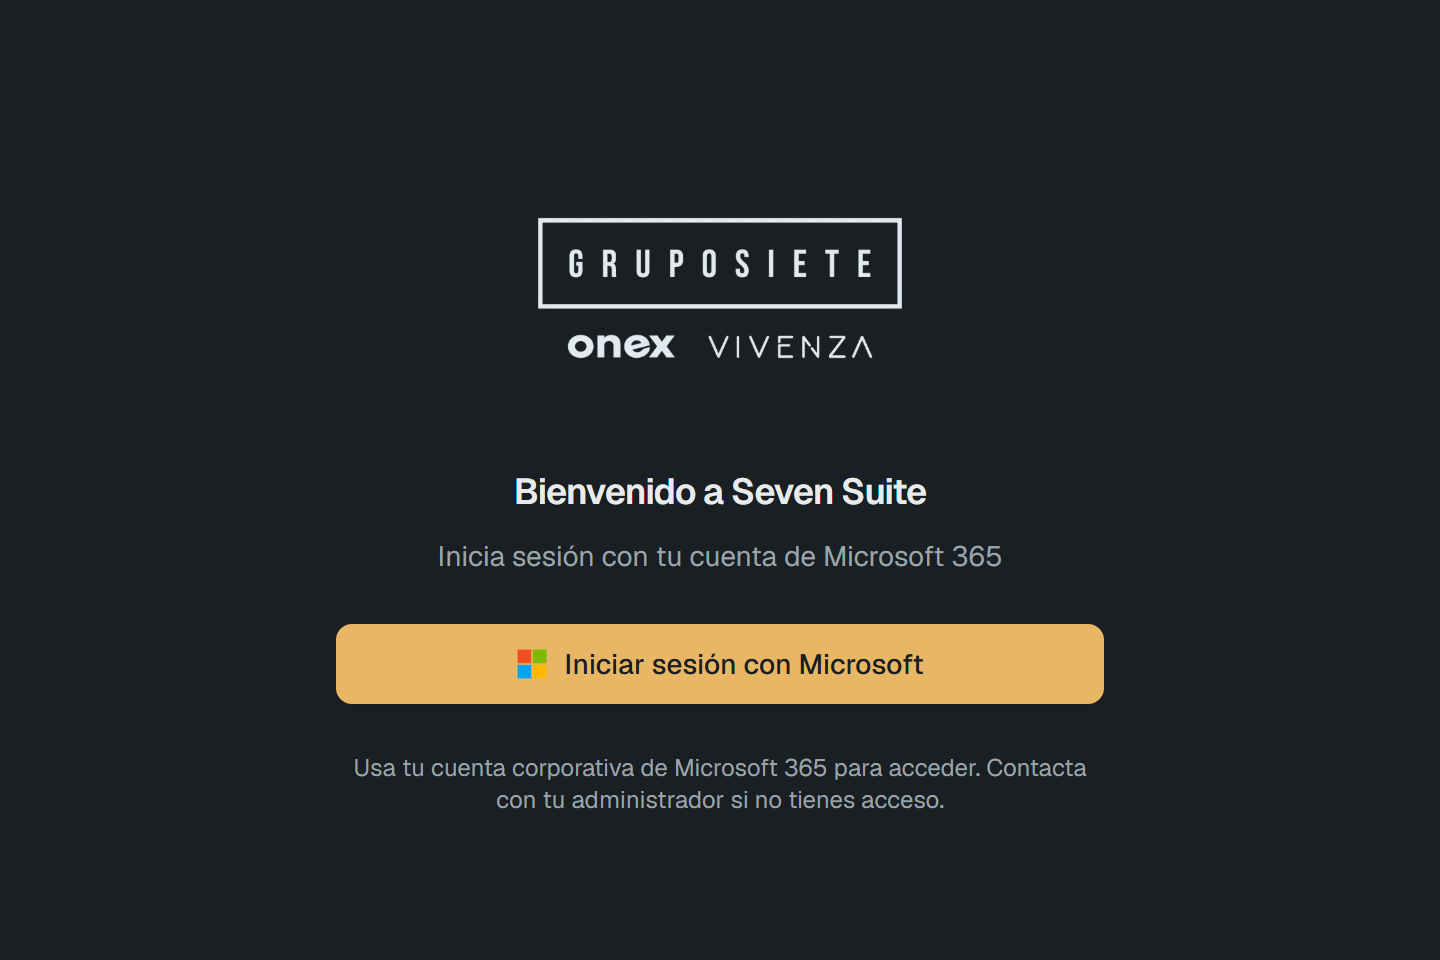 GRUPOSIETE
onex VIVENZA
Bienvenido a Seven Suite
Inicia sesión con tu cuenta de Microsoft 365
Iniciar sesión con Microsoft
Usa tu cuenta corporativa de Microsoft 365 para acceder. Contacta
con tu administrador si no tienes acceso.